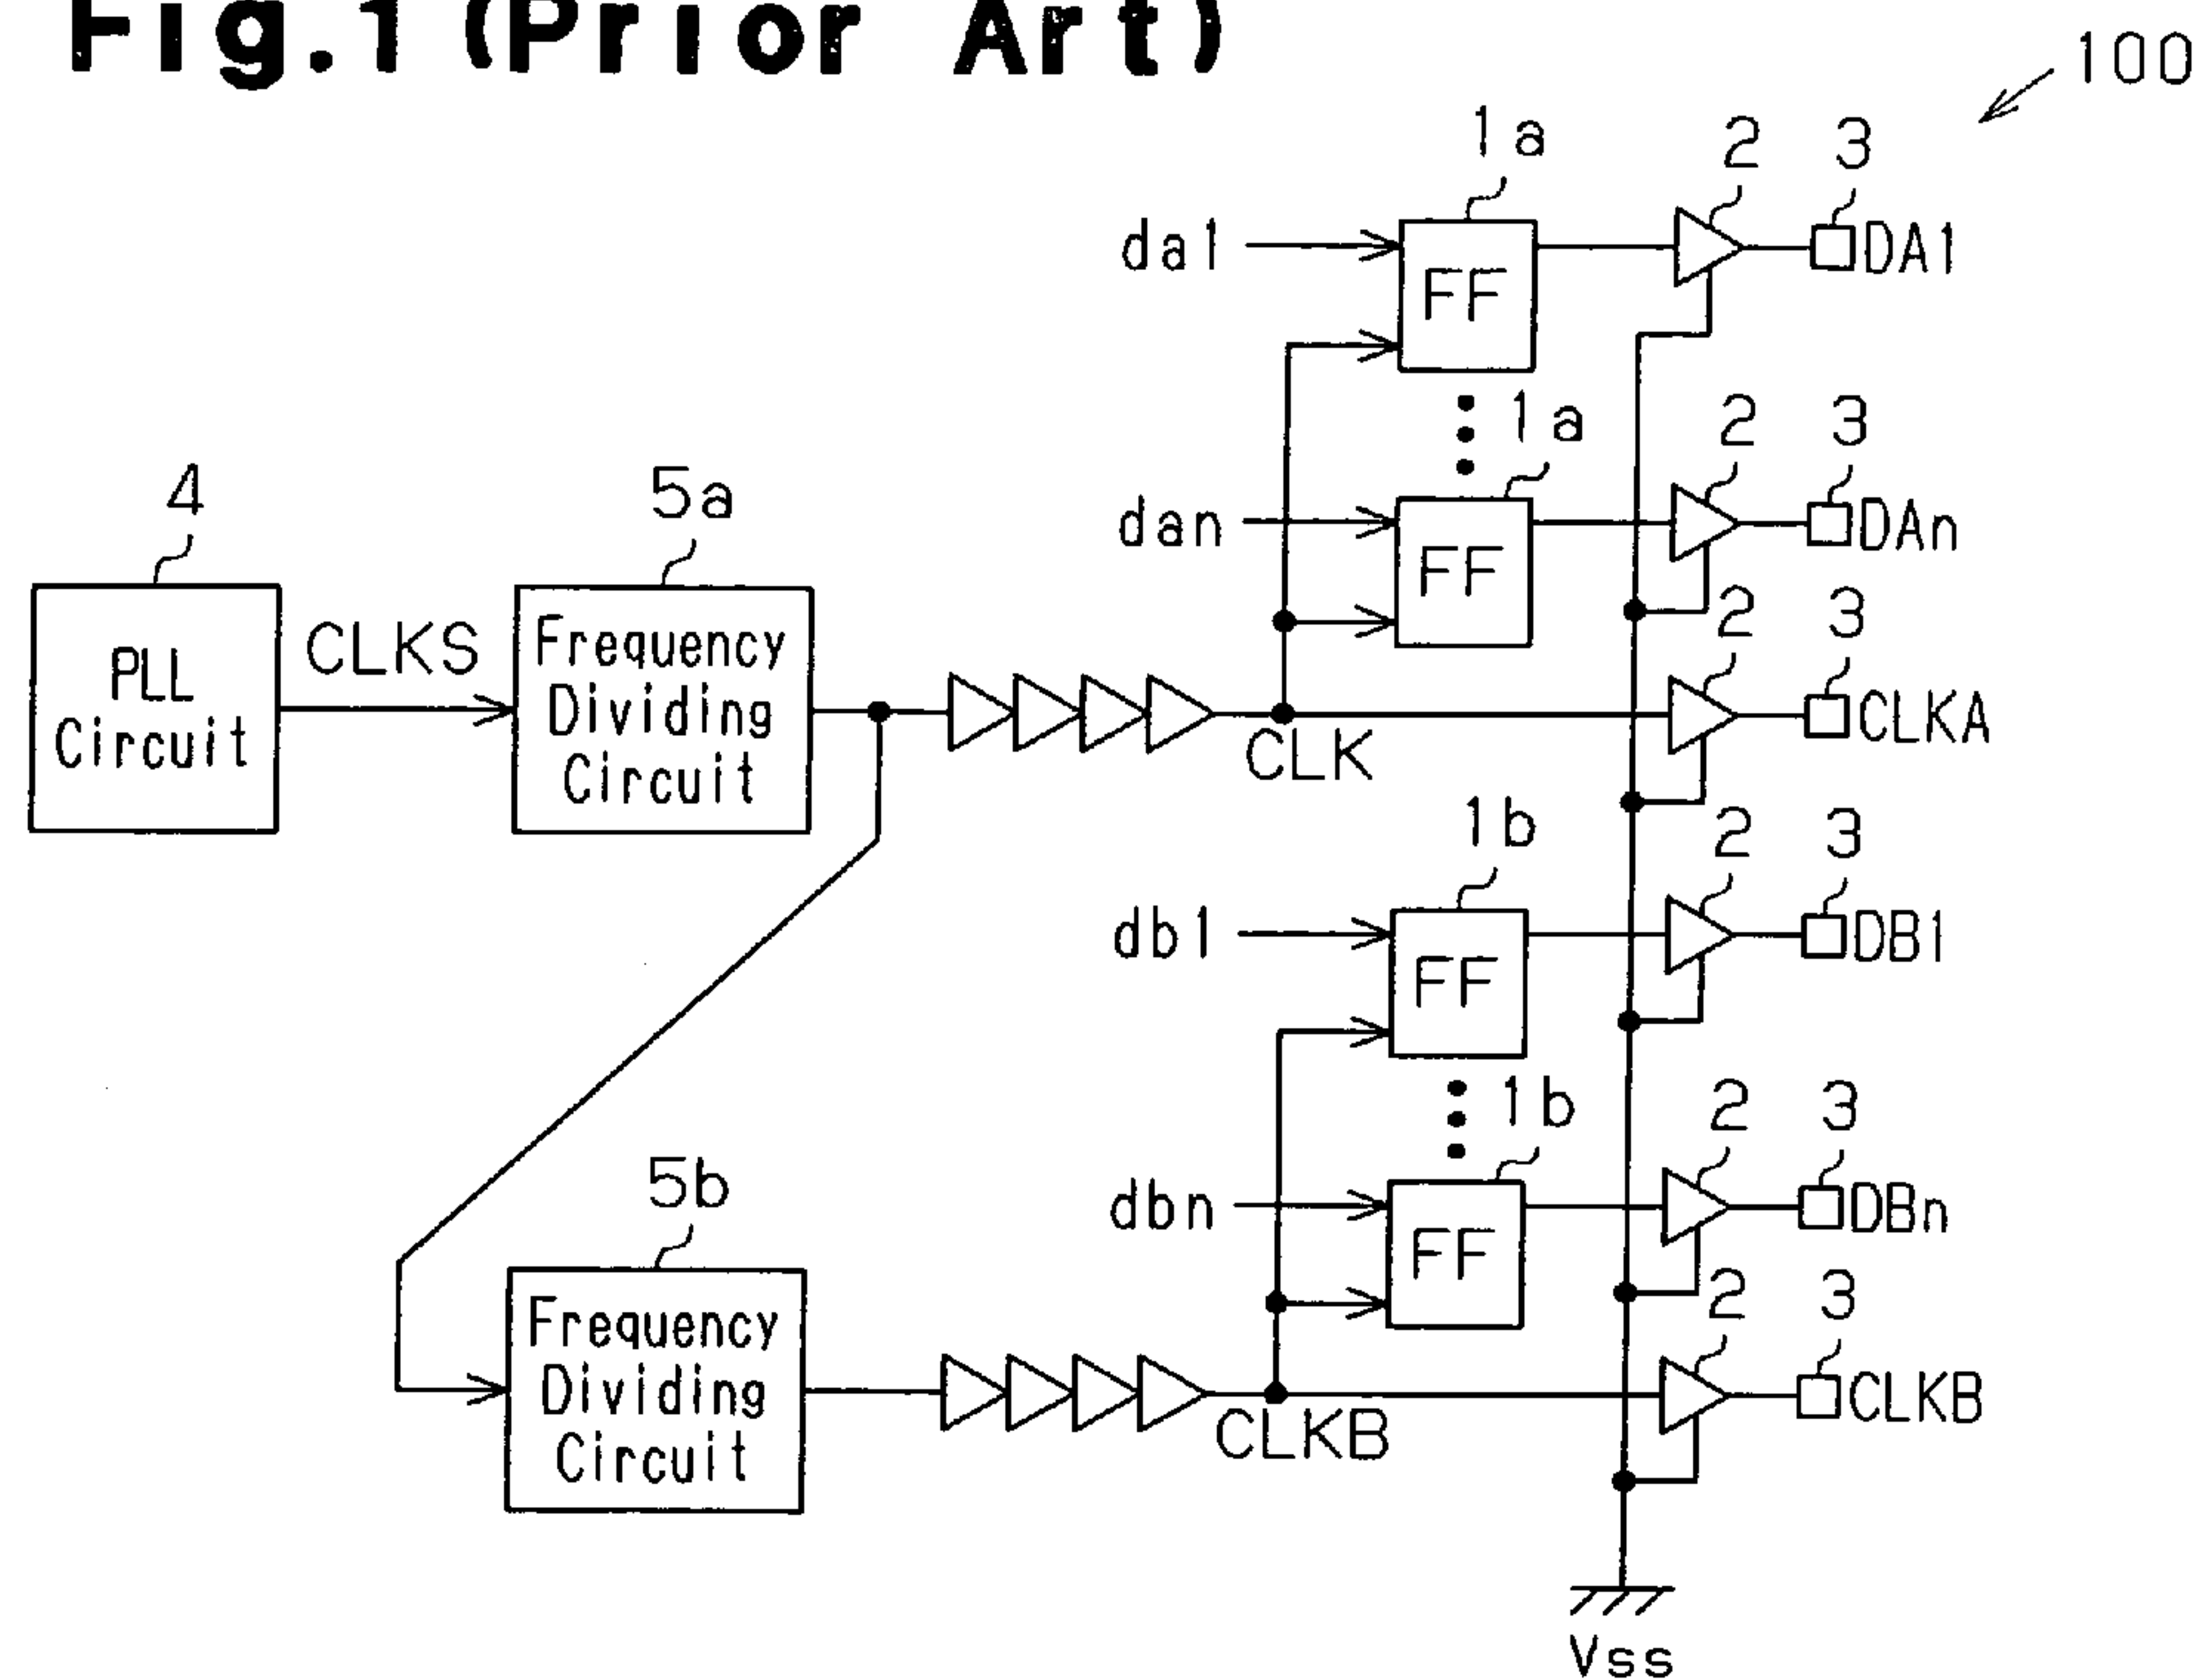 Fig.1 (Prior Art)
100
1a
2
3
da1
FF
DA1
1a
2
3
dan
FF
DAn
4
5a
2
3
PLL
Circuit
CLKS
Frequency
Dividing
Circuit
CLK
CLKA
1b
2
3
db1
FF
DB1
1b
2
3
dbn
FF
DBn
5b
2
3
Frequency
Dividing
Circuit
CLKB
CLKB
Vss